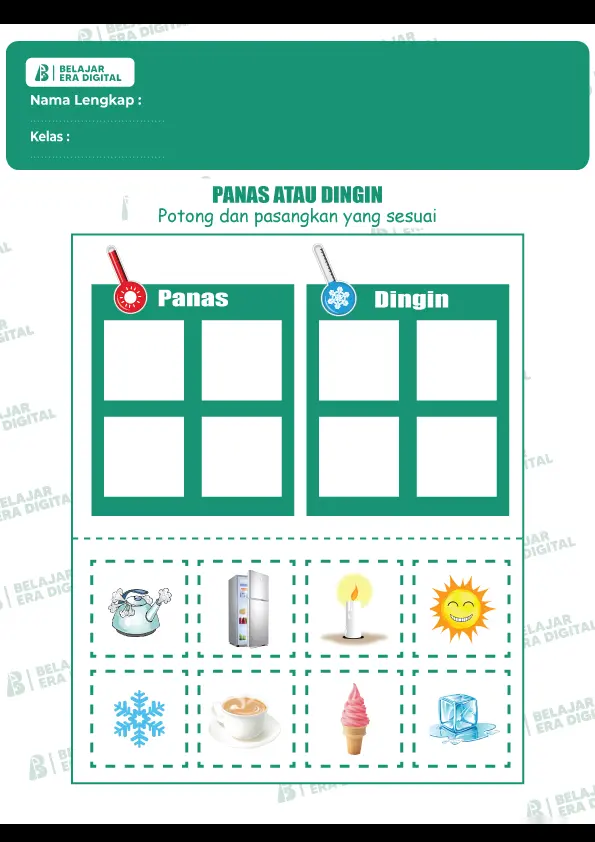 BELAJAR
ERA DIGITAL
Nama Lengkap :
Kelas :
PANAS ATAU DINGIN
Potong dan pasangkan yang sesuai
Panas
Dingin